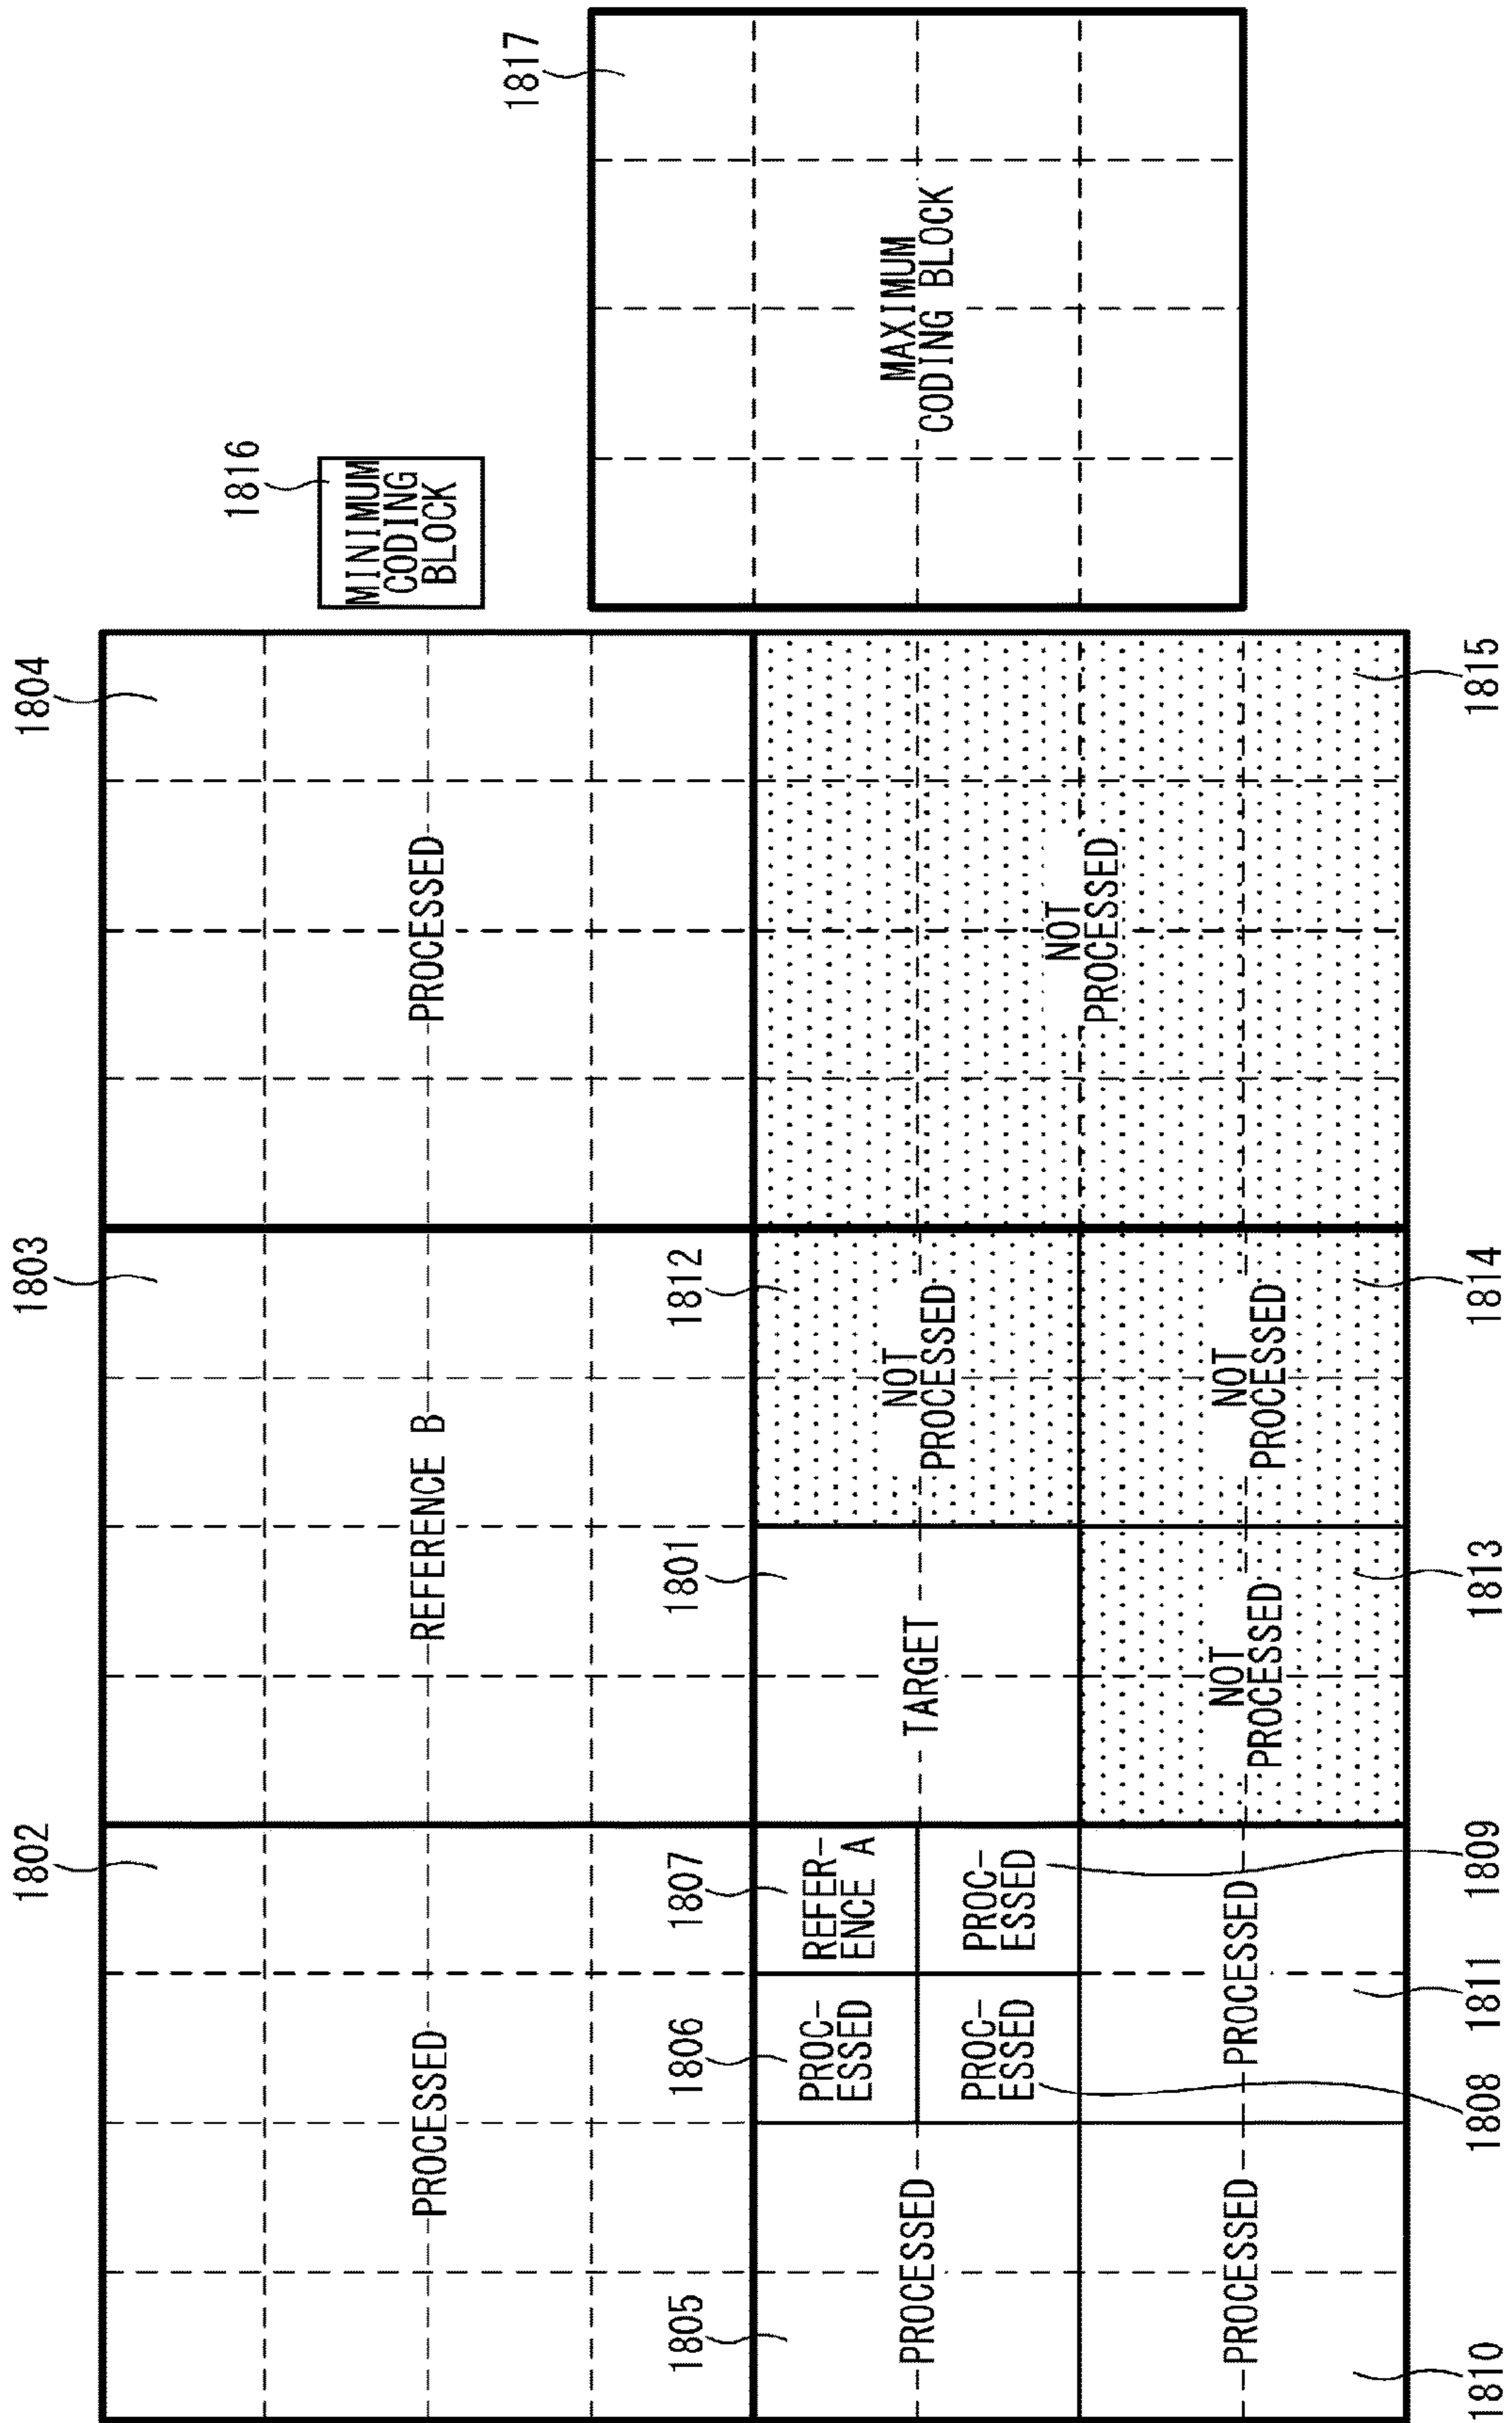 1802
1803
1804
PROCESSED
REFERENCE B
PROCESSED
1816
MINIMUM
CODING
BLOCK
1805
1806
1807
1801
1812
1817
PROCESSED
PROC-
ESSED
REFER-
ENCE A
TARGET
NOT
PROCESSED
PROC-
ESSED
PROC-
ESSED
NOT
PROCESSED
MAXIMUM
CODING BLOCK
PROCESSED
PROCESSED
NOT
PROCESSED
NOT
PROCESSED
1810
1808
1811
1809
1813
1814
1815